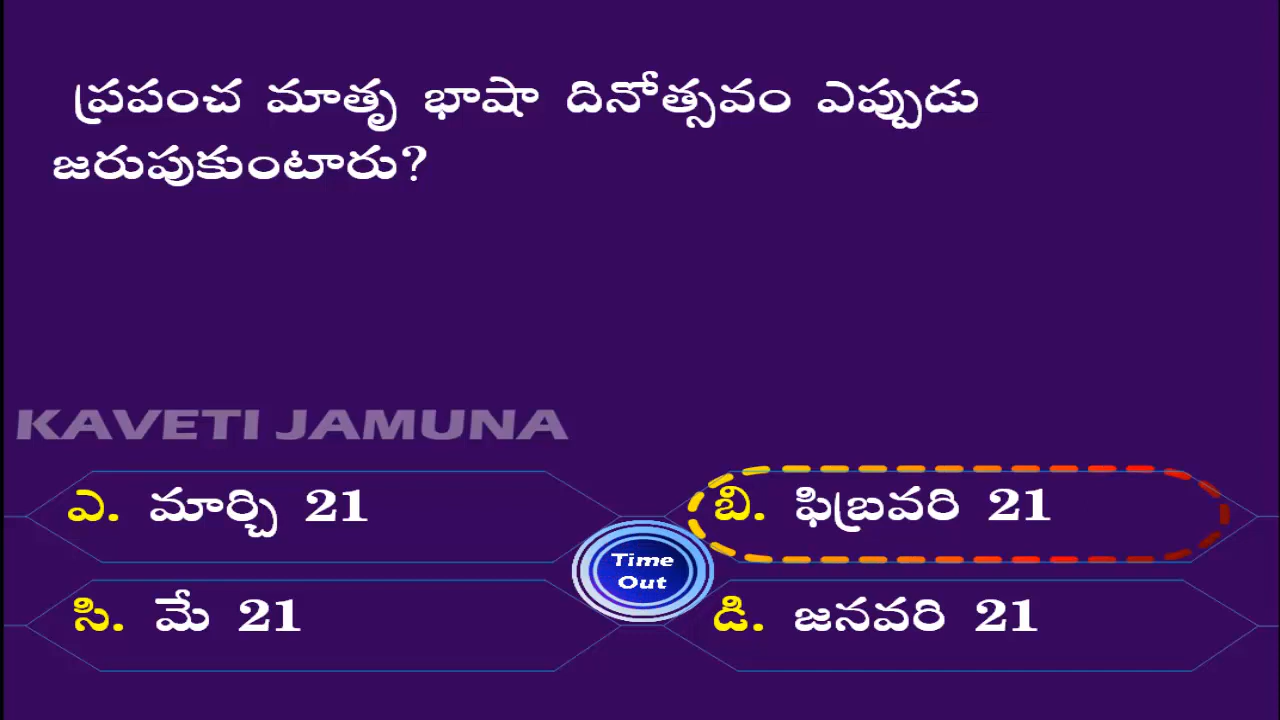 ప్రపంచ మాతృ భాషా దినోత్సవం ఎప్పుడు
జరుపుకుంటారు?
KAVETI JAMUNA
ఎ. మార్చి 21
బి. ఫిబ్రవరి 21
Time
Out
సి. మే 21
డి. జనవరి 21